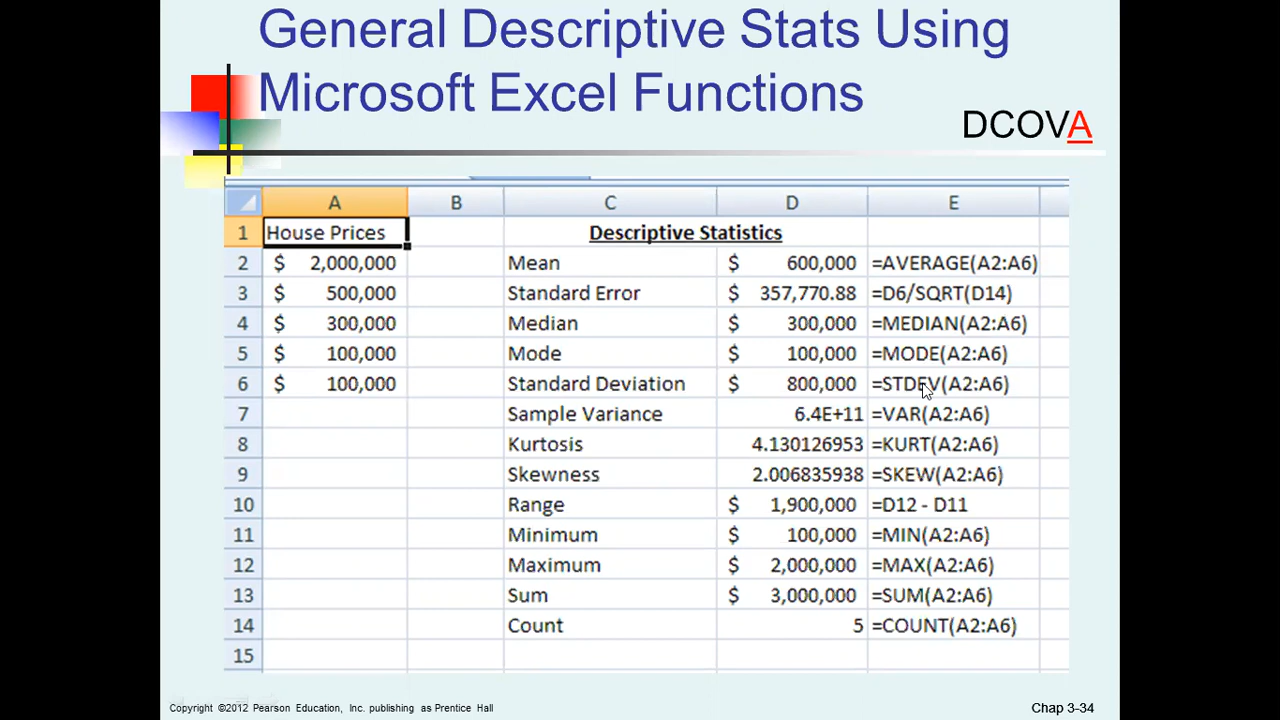 General Descriptive Stats Using
Microsoft Excel Functions
DCOVA
A B C D E
1 House Prices Descriptive Statistics
2 $ 2,000,000 Mean $ 600,000 =AVERAGE(A2:A6)
3 $ 500,000 Standard Error $ 357,770.88 =D6/SQRT(D14)
4 $ 300,000 Median $ 300,000 =MEDIAN(A2:A6)
5 $ 100,000 Mode $ 100,000 =MODE(A2:A6)
6 $ 100,000 Standard Deviation $ 800,000 =STDEV(A2:A6)
7 Sample Variance 6.4E+11 =VAR(A2:A6)
8 Kurtosis 4.130126953 =KURT(A2:A6)
9 Skewness 2.006835938 =SKEW(A2:A6)
10 Range $ 1,900,000 =D12 - D11
11 Minimum $ 100,000 =MIN(A2:A6)
12 Maximum $ 2,000,000 =MAX(A2:A6)
13 Sum $ 3,000,000 =SUM(A2:A6)
14 Count 5 =COUNT(A2:A6)
15
Copyright ©2012 Pearson Education, Inc. publishing as Prentice Hall Chap 3-34